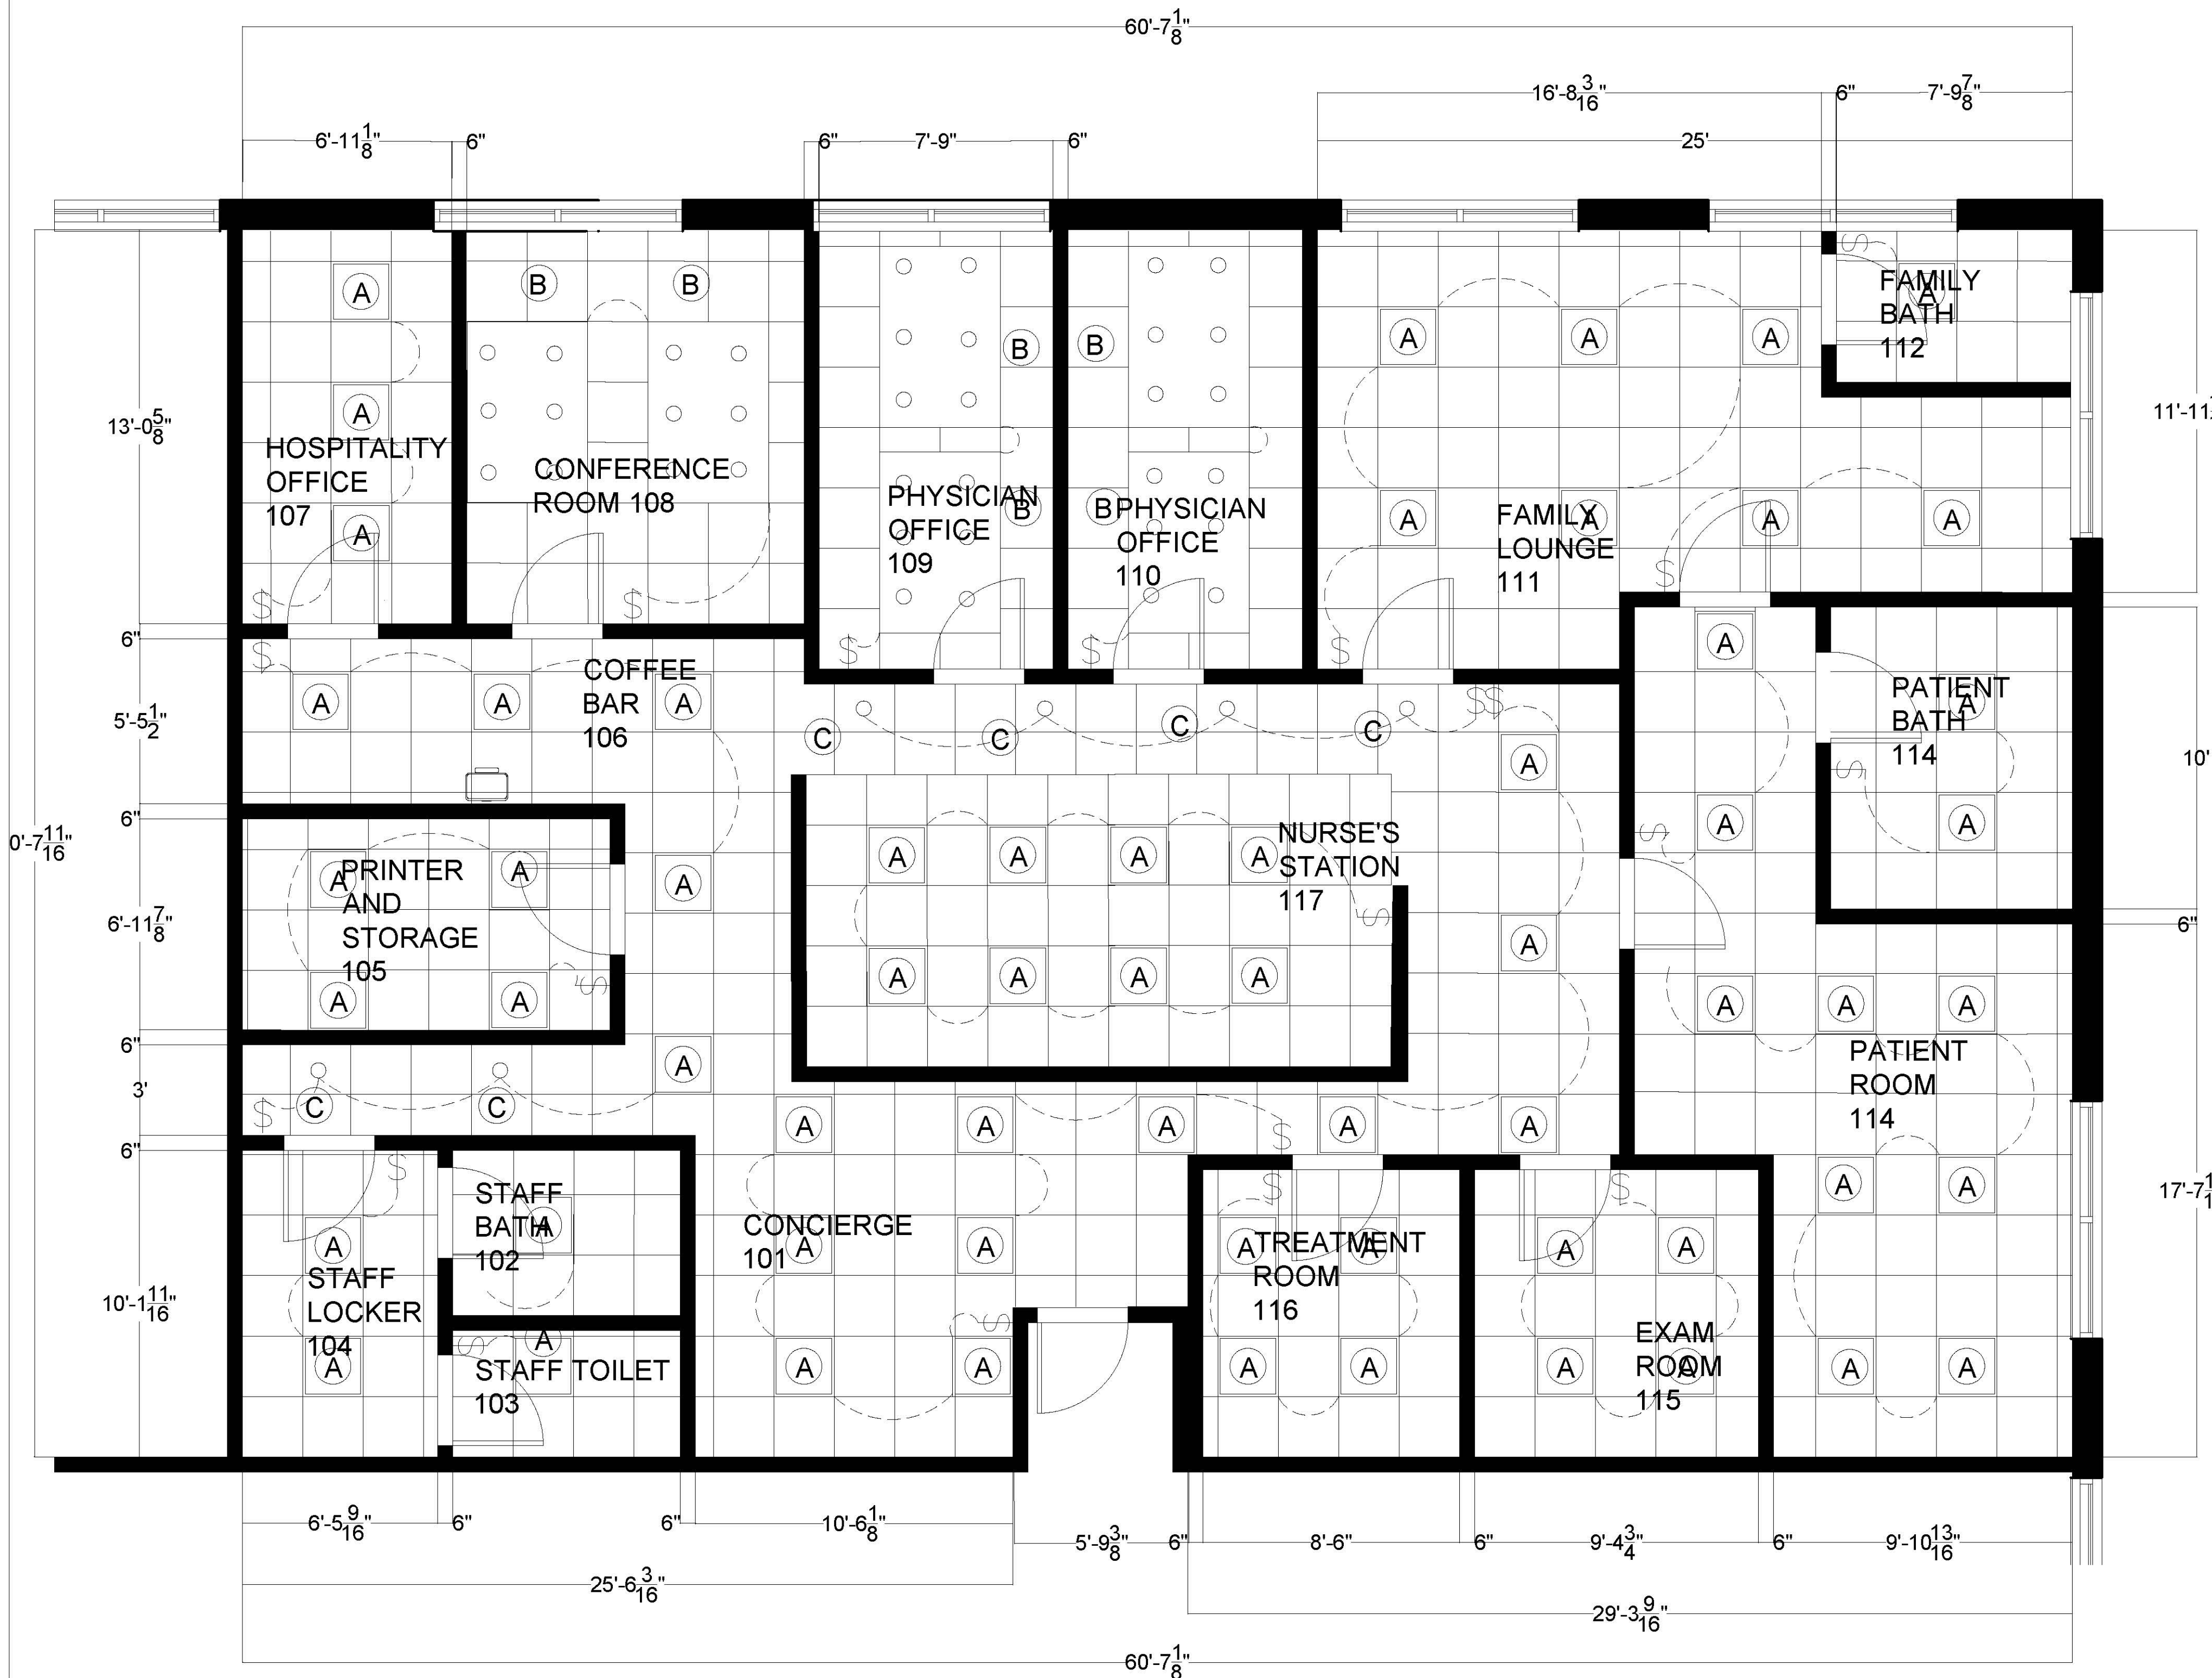 60'-7 1/8"
16'-8 3/16"
6"
7'-9 7/8"
6'-11 1/8"
6"
6"
7'-9"
6"
25'
A
B
B
A
B
B
A
A
A
FAMILY
BATH
112
A
13'-0 5/8"
11'-11
A
HOSPITALITY
OFFICE
107
A
CONFERENCE
ROOM 108
PHYSICIAN
OFFICE
109
B
B
PHYSICIAN
OFFICE
110
A
A
A
A
FAMILY
LOUNGE
111
S
S
S
S
S
S
S
6"
S
COFFEE
BAR
106
A
A
A
5'-5 1/2"
C
C
C
C
SS
A
A
PATIENT
BATH
114
A
S
10'
6"
A
A
S
A
0'-7 11/16"
PRINTER
AND
STORAGE
105
A
A
A
A
S
6'-11 7/8"
A
A
A
A
A
NURSE'S
STATION
117
S
A
A
A
A
A
6"
A
A
A
PATIENT
ROOM
114
6"
3'
S
C
C
A
A
A
A
A
S
A
6"
S
STAFF
BATH
102
A
A
STAFF
LOCKER
104
A
CONCIERGE
101
A
A
S
A
TREATMENT
ROOM
116
A
S
A
A
A
A
17'-7 1
10'-1 11/16"
S
A
STAFF TOILET
103
A
S
A
A
A
A
EXAM
ROOM
115
A
A
A
6'-5 9/16"
6"
6"
10'-6 1/8"
5'-9 3/8"
6"
8'-6"
6"
9'-4 3/4"
6"
9'-10 13/16"
25'-6 3/16"
29'-3 9/16"
60'-7 1/8"